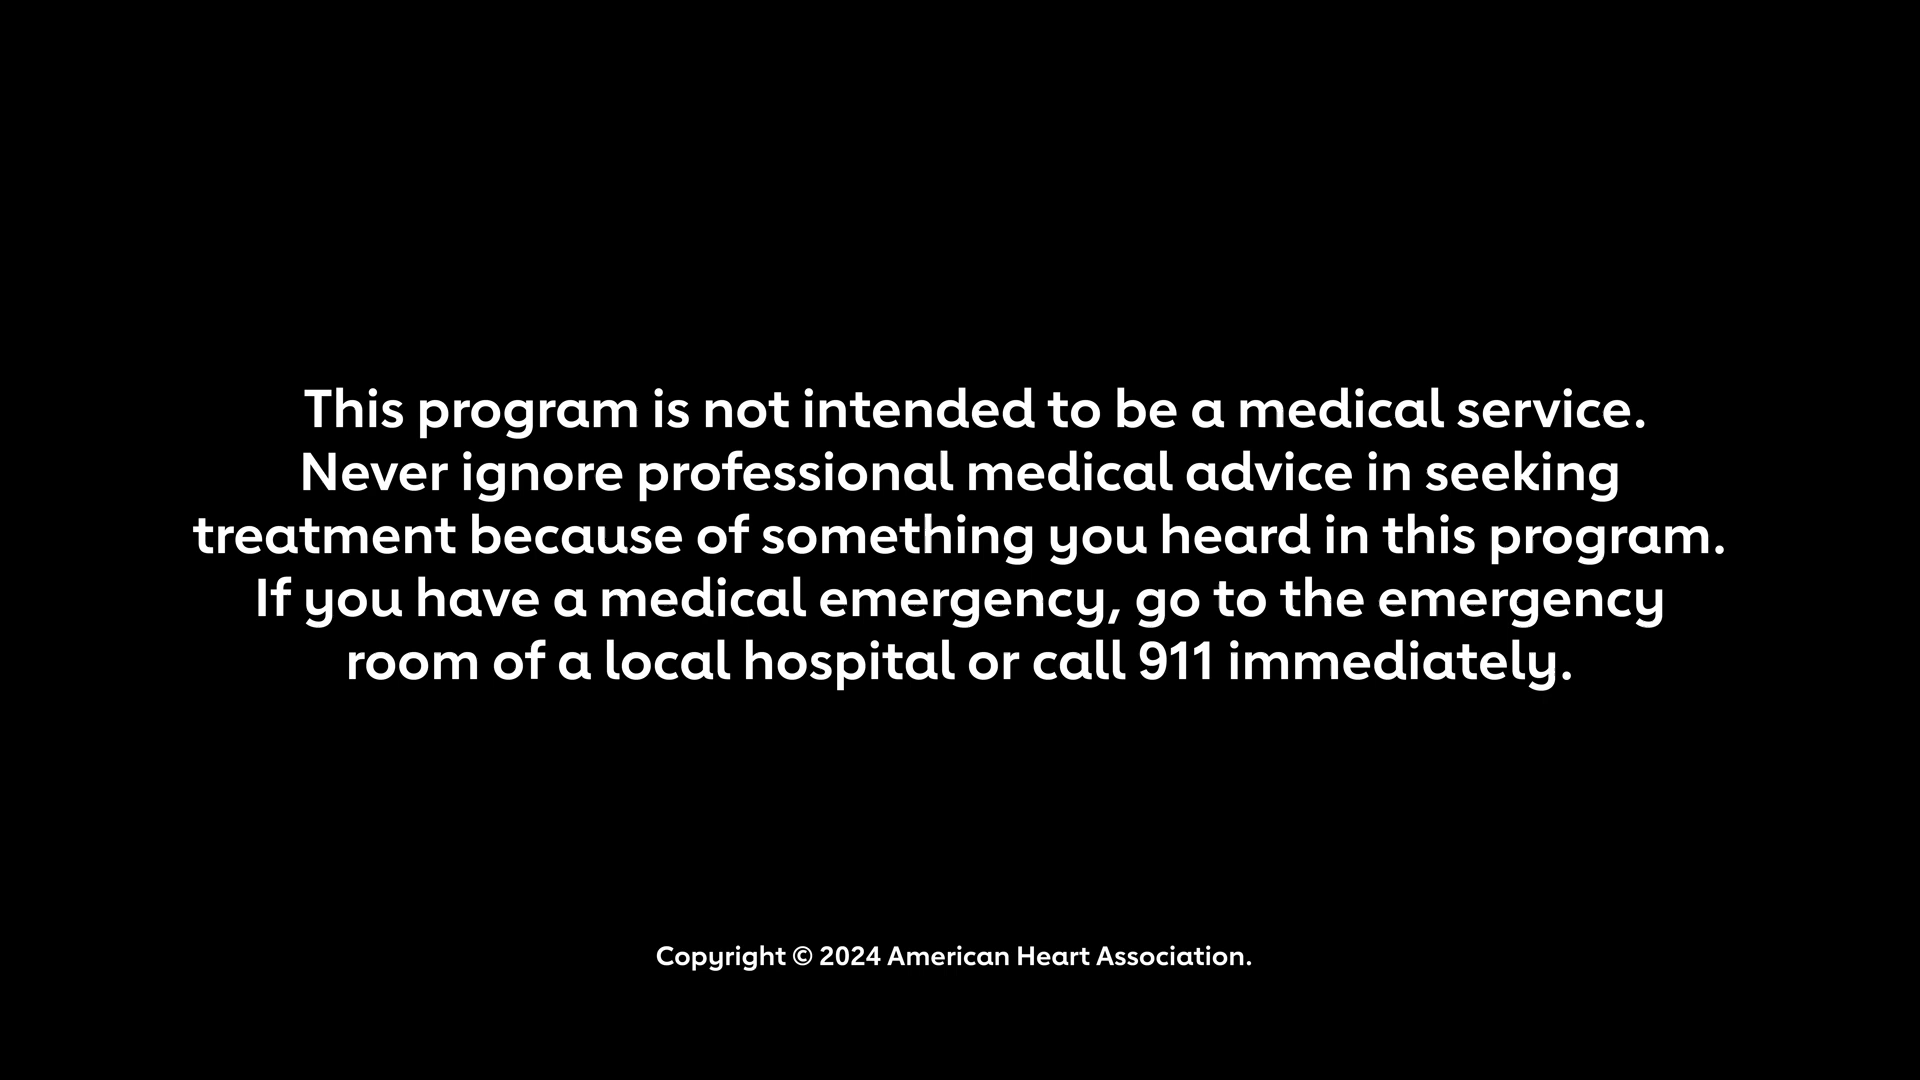 This program is not intended to be a medical service.
Never ignore professional medical advice in seeking
treatment because of something you heard in this program.
If you have a medical emergency, go to the emergency
room of a local hospital or call 911 immediately.
Copyright © 2024 American Heart Association.